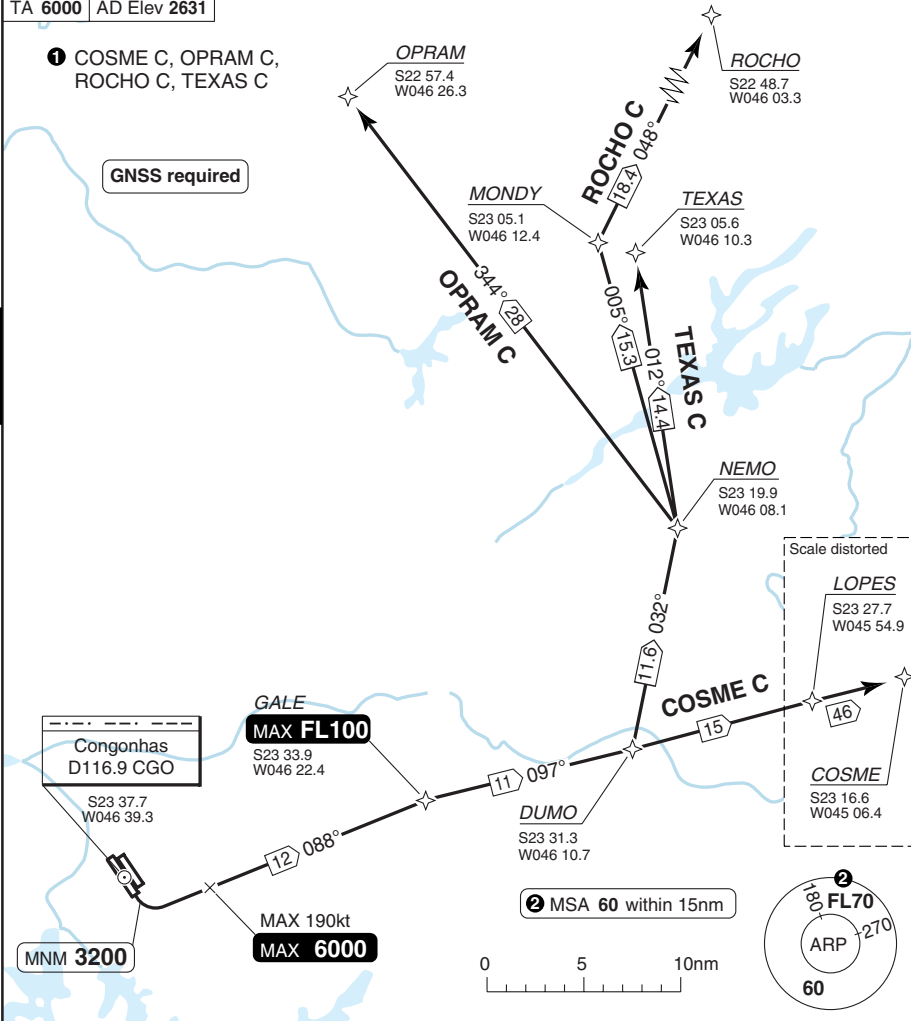 TA 6000 AD Elev 2631
❶ COSME C, OPRAM C,
ROCHO C, TEXAS C
GNSS required
OPRAM
S22 57.4
W046 26.3
ROCHO
S22 48.7
W046 03.3
ROCHO C
18.4 048°
MONDY
S23 05.1
W046 12.4
TEXAS
S23 05.6
W046 10.3
344° 28
OPRAM C
005° 15.3
012° 14.4
TEXAS C
NEMO
S23 19.9
W046 08.1
Scale distorted
LOPES
S23 27.7
W045 54.9
11.6 032°
COSME C
15
46
COSME
S23 16.6
W045 06.4
GALE
MAX FL100
S23 33.9
W046 22.4
11 097°
DUMO
S23 31.3
W046 10.7
Congonhas
D116.9 CGO
S23 37.7
W046 39.3
12 088°
MAX 190kt
MAX 6000
MNM 3200
❷ MSA 60 within 15nm
0 5 10nm
❷
180 FL70 270
ARP
60